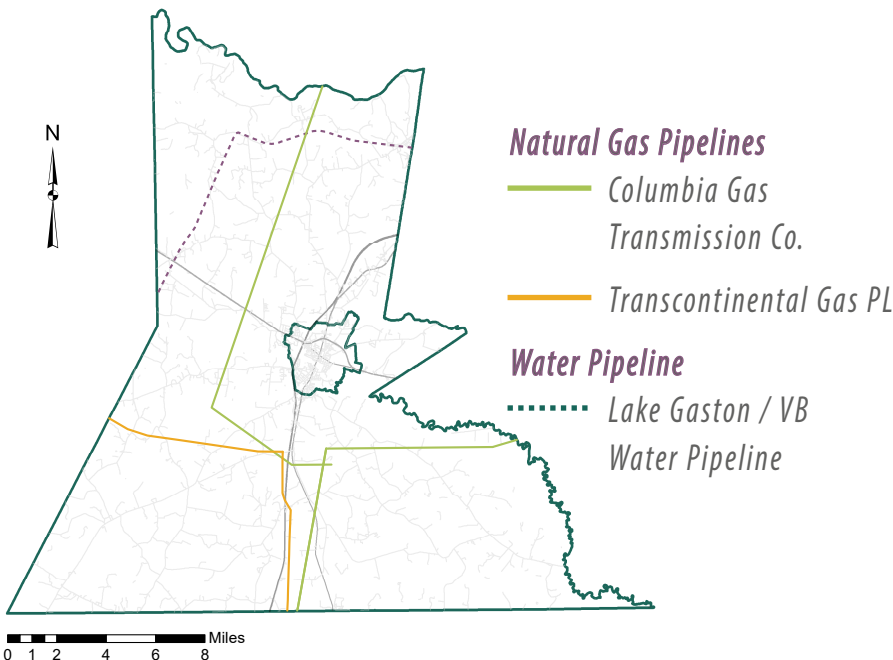 N
Natural Gas Pipelines
Columbia Gas
Transmission Co.
Transcontinental Gas PL
Water Pipeline
Lake Gaston / VB
Water Pipeline
Miles
0 1 2 4 6 8